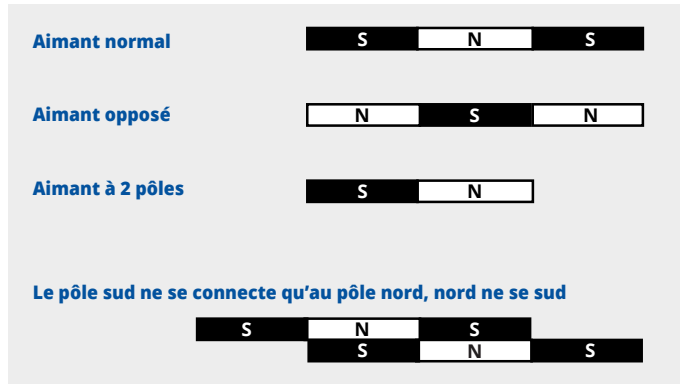 Aimant normal S N S
Aimant opposé N S N
Aimant à 2 pôles S N
Le pôle sud ne se connecte qu'au pôle nord, nord ne se sud
S N S
S N S